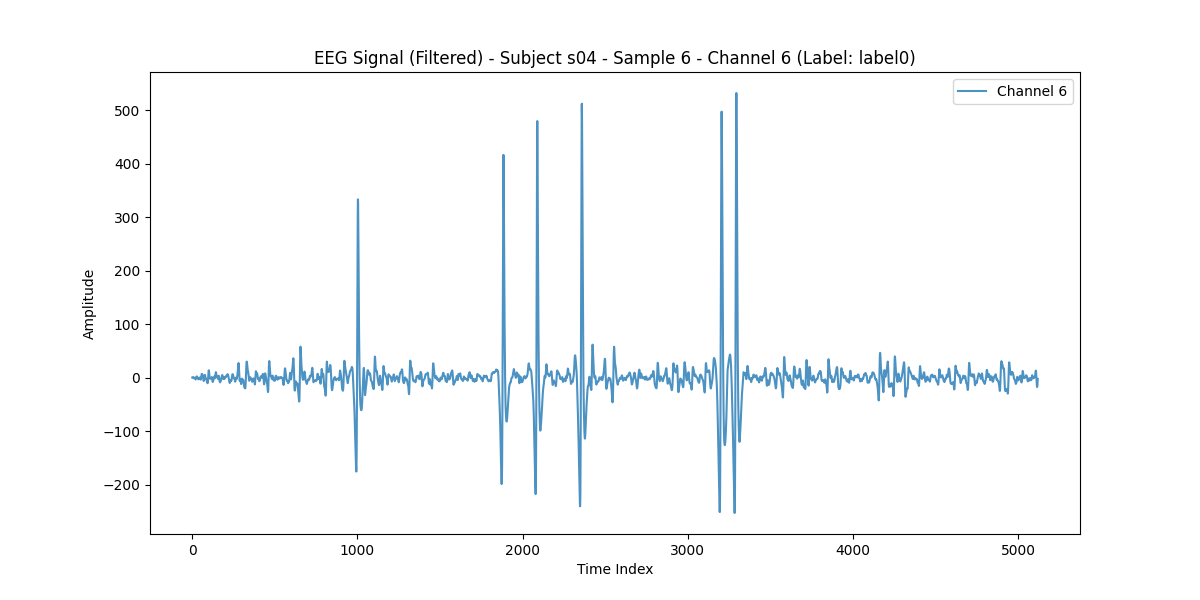 EEG Signal (Filtered) - Subject s04 - Sample 6 - Channel 6 (Label: label0)
Channel 6
500
400
300
200
100
0
−100
−200
Amplitude
0 1000 2000 3000 4000 5000
Time Index